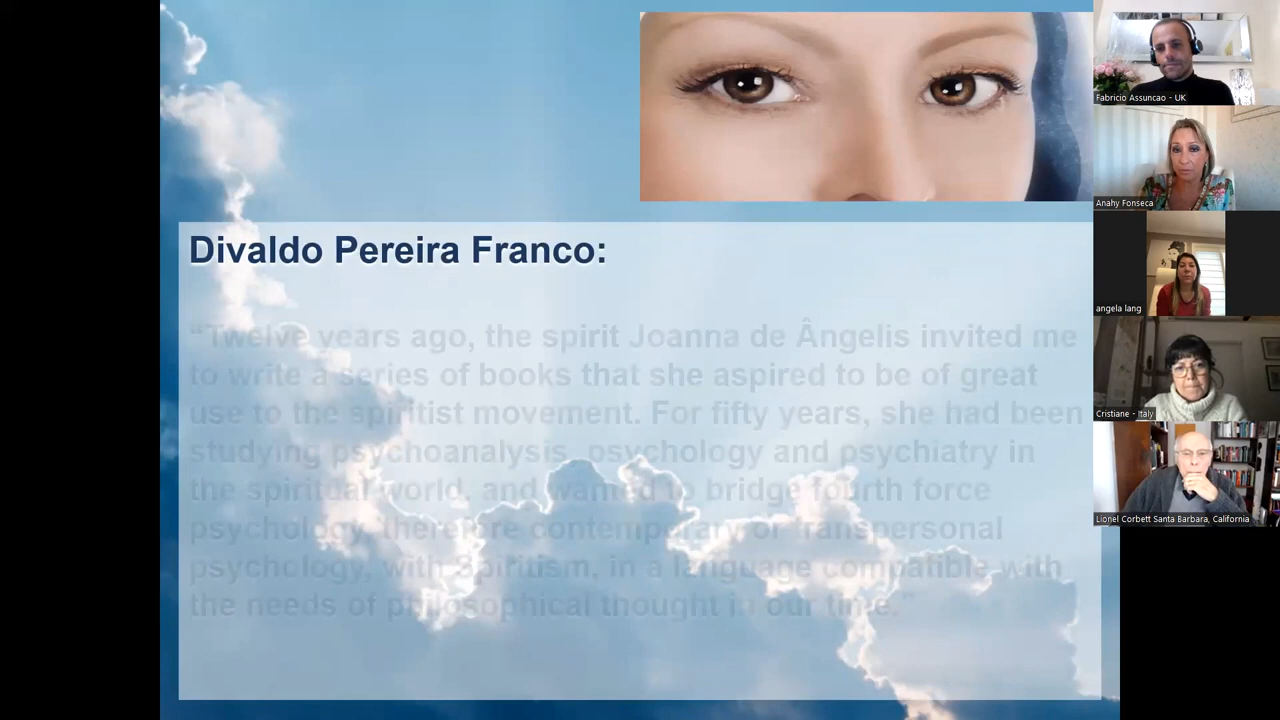 Divaldo Pereira Franco:
“Twelve years ago, the spirit Joanna de Ângelis invited me
to write a series of books that she aspired to be of great
use to the spiritist movement. For fifty years, she had been
studying psychoanalysis, psychology and psychiatry in
the spiritual world, and wanted to bridge fourth force
psychology, therefore contemporary or transpersonal
psychology, with Spiritism, in a language compatible with
the needs of philosophical thought in our time.”
Fabricio Assuncao - UK
Anahy Fonseca
angela lang
Cristiane - Italy
Lionel Corbett Santa Barbara, California